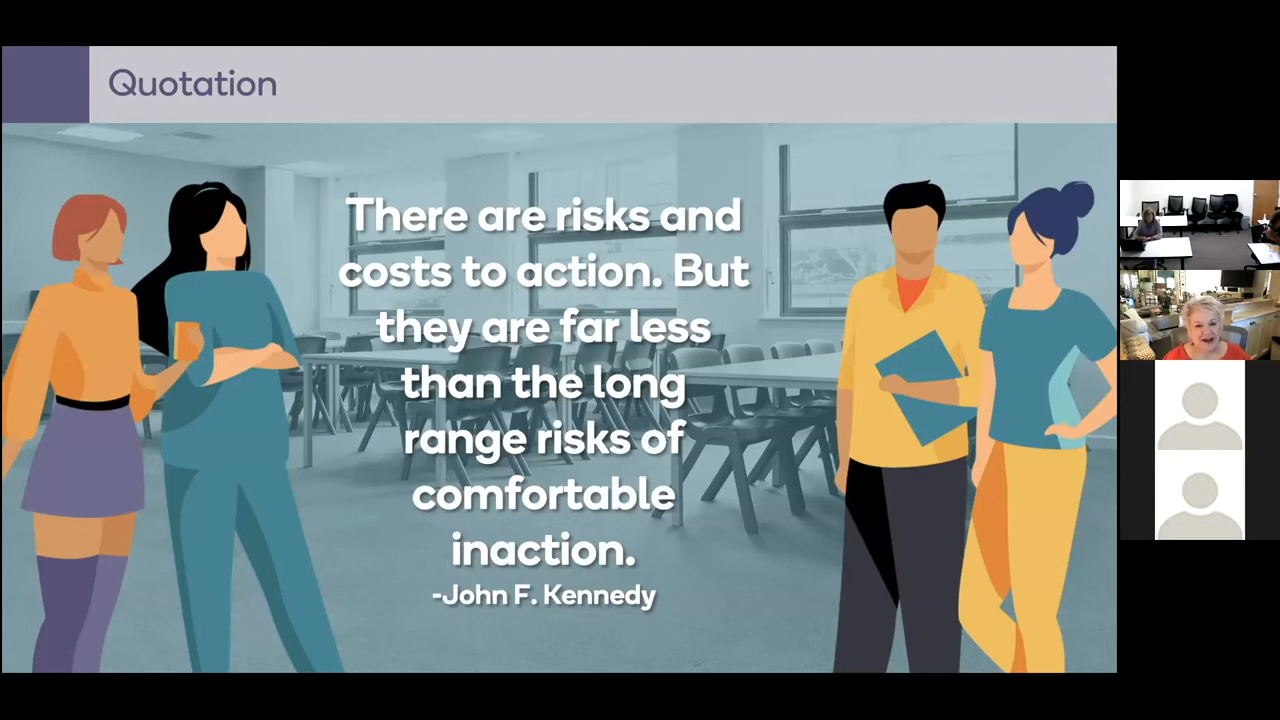 Quotation
There are risks and
costs to action. But
they are far less
than the long
range risks of
comfortable
inaction.
-John F. Kennedy